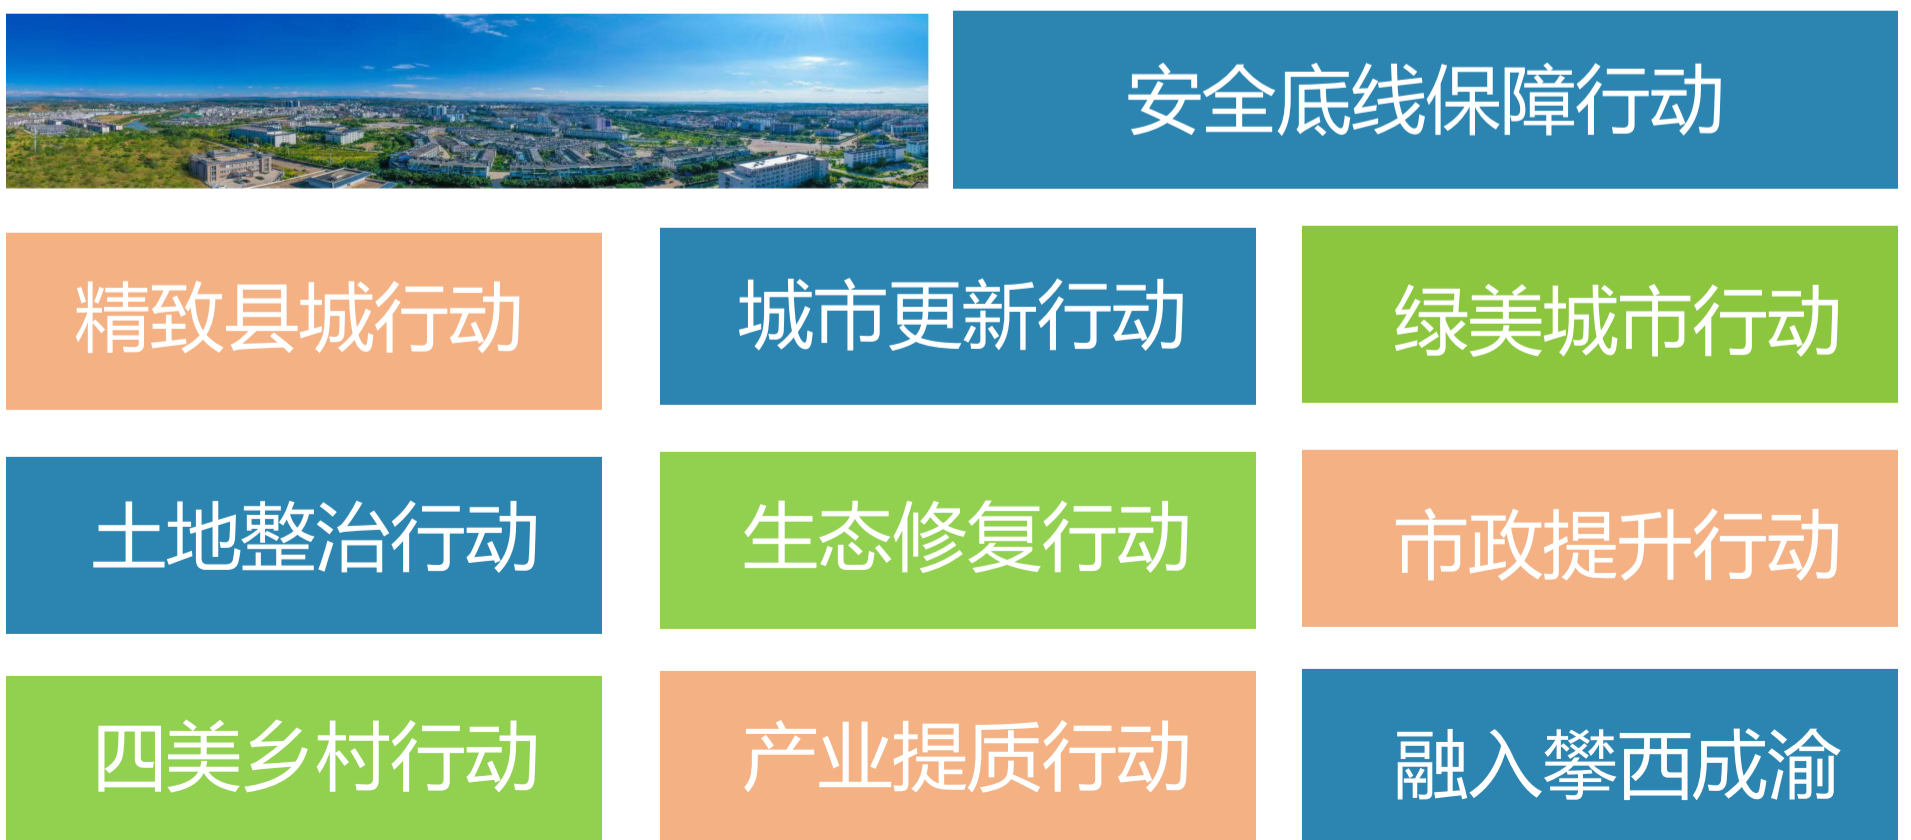 安全底线保障行动
精致县城行动
城市更新行动
绿美城市行动
土地整治行动
生态修复行动
市政提升行动
四美乡村行动
产业提质行动
融入攀西成渝